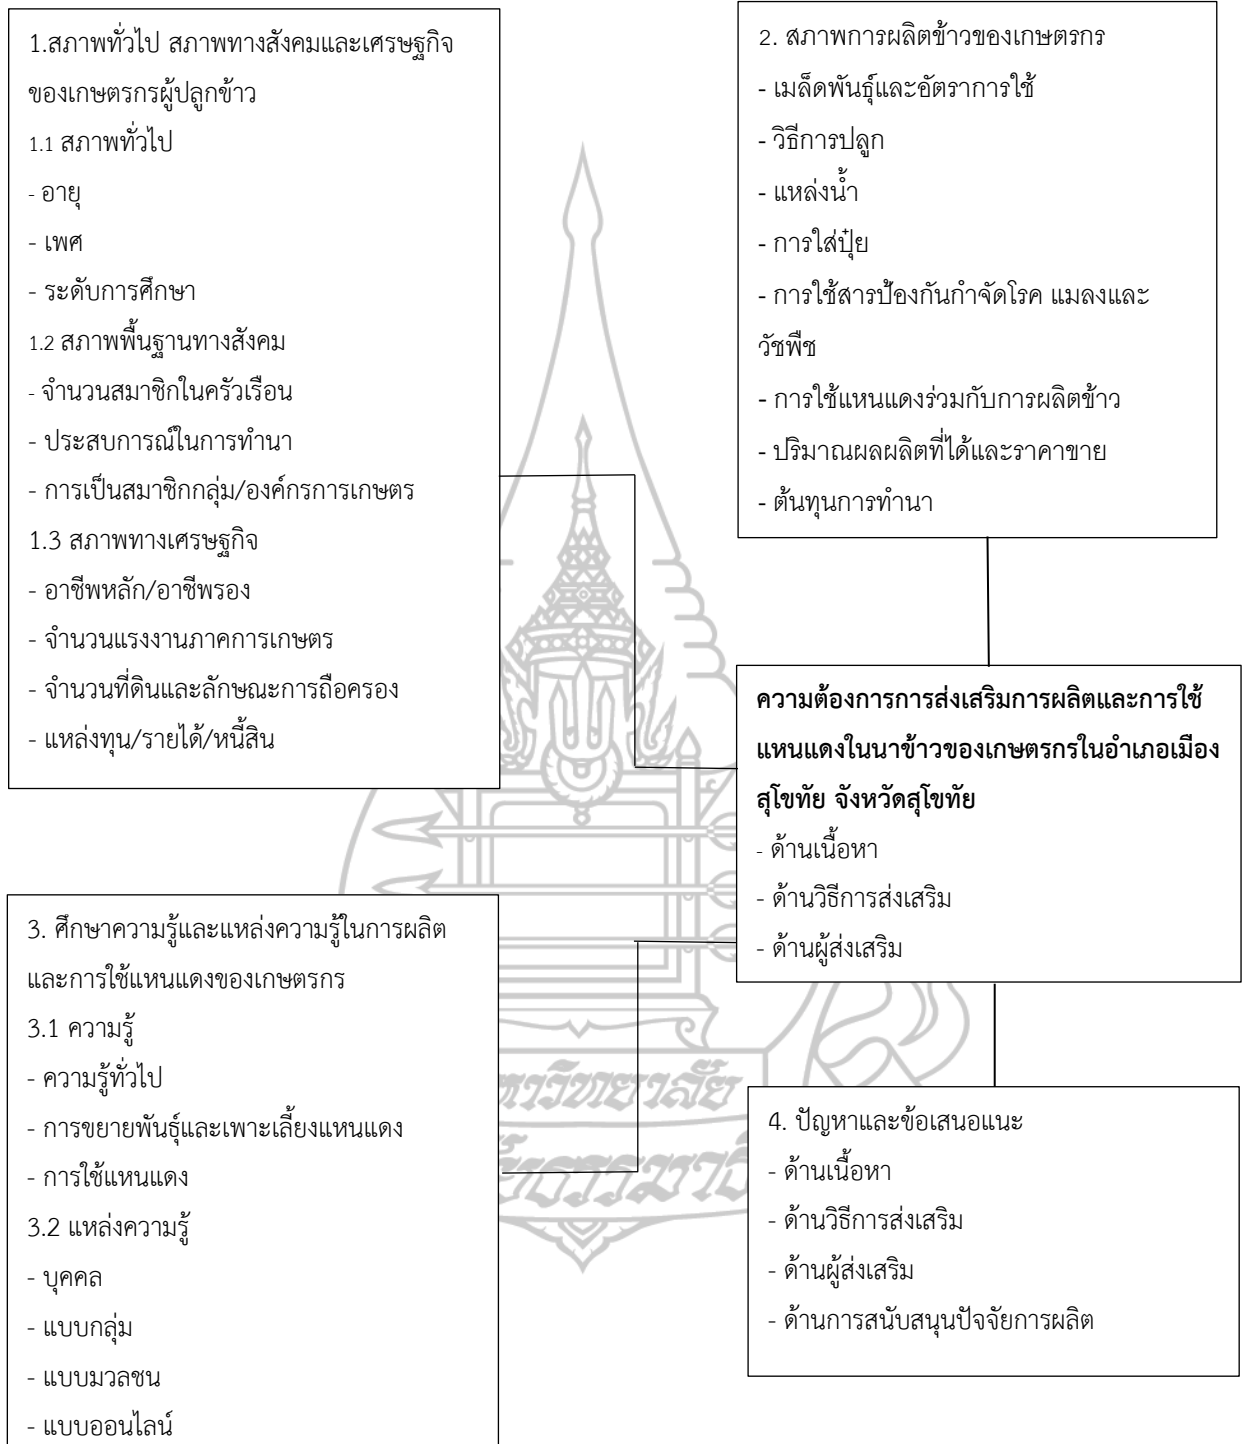 1.สภาพทั่วไป สภาพทางสังคมและเศรษฐกิจ
ของเกษตรกรผู้ปลูกข้าว
1.1 สภาพทั่วไป
- อายุ
- เพศ
- ระดับการศึกษา
1.2 สภาพพื้นฐานทางสังคม
- จำนวนสมาชิกในครัวเรือน
- ประสบการณ์ในการทำนา
- การเป็นสมาชิกกลุ่ม/องค์กรการเกษตร
1.3 สภาพทางเศรษฐกิจ
- อาชีพหลัก/อาชีพรอง
- จำนวนแรงงานภาคการเกษตร
- จำนวนที่ดินและลักษณะการถือครอง
- แหล่งทุน/รายได้/หนี้สิน
2. สภาพการผลิตข้าวของเกษตรกร
- เมล็ดพันธุ์และอัตราการใช้
- วิธีการปลูก
- แหล่งน้ำ
- การใส่ปุ๋ย
- การใช้สารป้องกันกำจัดโรค แมลงและ
วัชพืช
- การใช้แหนแดงร่วมกับการผลิตข้าว
- ปริมาณผลผลิตที่ได้และราคาขาย
- ต้นทุนการทำนา
ความต้องการการส่งเสริมการผลิตและการใช้
แหนแดงในนาข้าวของเกษตรกรในอำเภอเมือง
สุโขทัย จังหวัดสุโขทัย
- ด้านเนื้อหา
- ด้านวิธีการส่งเสริม
- ด้านผู้ส่งเสริม
3. ศึกษาความรู้และแหล่งความรู้ในการผลิต
และการใช้แหนแดงของเกษตรกร
3.1 ความรู้
- ความรู้ทั่วไป
- การขยายพันธุ์และเพาะเลี้ยงแหนแดง
- การใช้แหนแดง
3.2 แหล่งความรู้
- บุคคล
- แบบกลุ่ม
- แบบมวลชน
- แบบออนไลน์
4. ปัญหาและข้อเสนอแนะ
- ด้านเนื้อหา
- ด้านวิธีการส่งเสริม
- ด้านผู้ส่งเสริม
- ด้านการสนับสนุนปัจจัยการผลิต